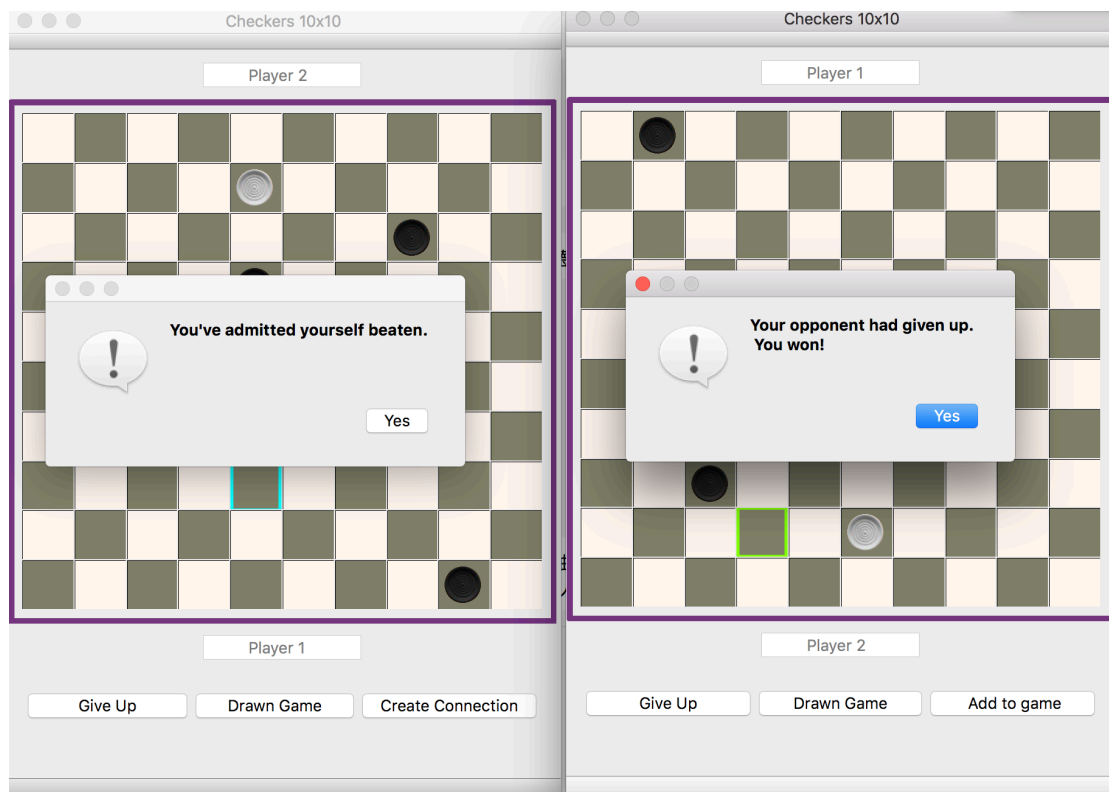 Checkers 10x10
Player 2
You've admitted yourself beaten.
Yes
Player 1
Give Up
Drawn Game
Create Connection
Checkers 10x10
Player 1
Your opponent had given up.
You won!
Yes
Player 2
Give Up
Drawn Game
Add to game